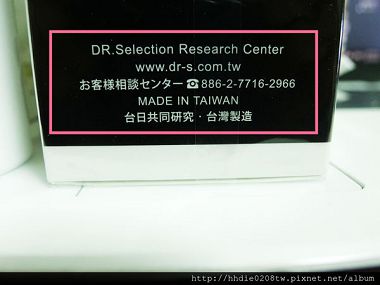 DR.Selection Research Center
www.dr-s.com.tw
お客様相談センター☎886-2-7716-2966
MADE IN TAIWAN
台日共同研究・台灣製造
http://hhdie0208tw.pixnet.net/album